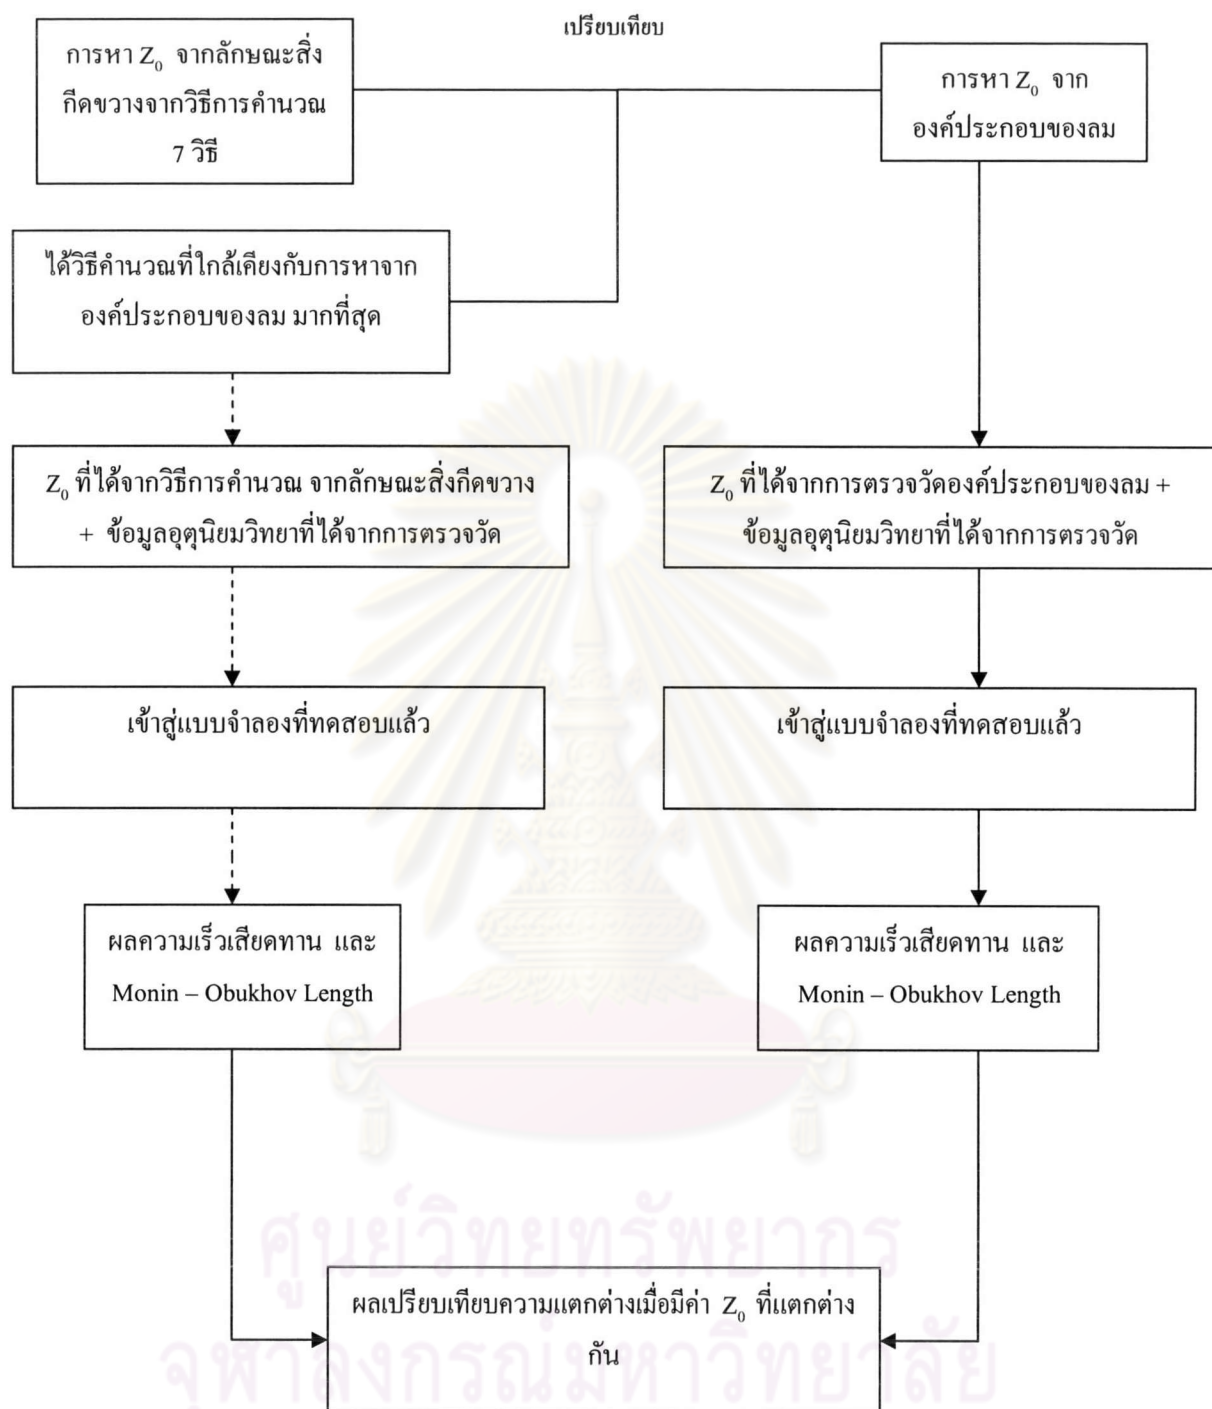 เปรียบเทียบ
การหา Z₀ จากลักษณะสิ่ง
กีดขวางจากวิธีการคำนวณ
7 วิธี
การหา Z₀ จาก
องค์ประกอบของลม
ได้วิธีคำนวณที่ใกล้เคียงกับการหาจาก
องค์ประกอบของลม มากที่สุด
Z₀ ที่ได้จากวิธีการคำนวณ จากลักษณะสิ่งกีดขวาง
+ ข้อมูลอุตุนิยมวิทยาที่ได้จากการตรวจวัด
Z₀ ที่ได้จากการตรวจวัดองค์ประกอบของลม +
ข้อมูลอุตุนิยมวิทยาที่ได้จากการตรวจวัด
เข้าสู่แบบจำลองที่ทดสอบแล้ว
เข้าสู่แบบจำลองที่ทดสอบแล้ว
ผลความเร็วเสียดทาน และ
Monin – Obukhov Length
ผลความเร็วเสียดทาน และ
Monin – Obukhov Length
ผลเปรียบเทียบความแตกต่างเมื่อมีค่า Z₀ ที่แตกต่าง
กัน
ศูนย์วิทยทรัพยากร
จุฬาลงกรณ์มหาวิทยาลัย